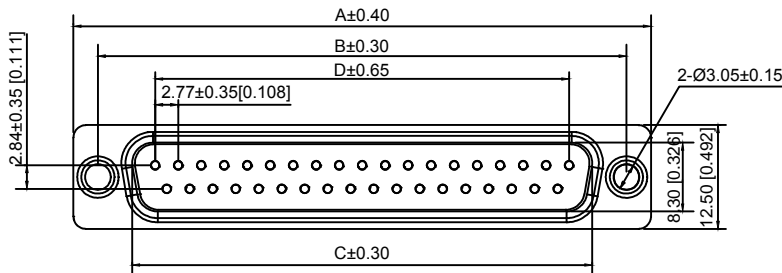 A±0.40
B±0.30
D±0.65
2.77±0.35[0.108]
2-Ø3.05±0.15
2.84±0.35 [0.111]
8.30 [0.326]
12.50 [0.492]
C±0.30